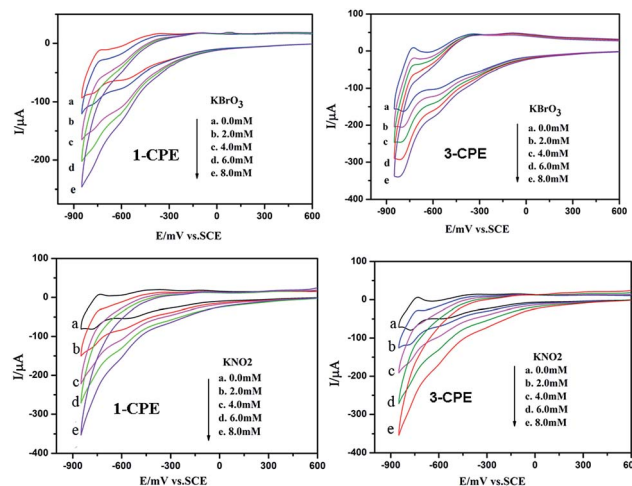 50
0
-50
-100
-150
-200
I/μA
a
b
c
d
e
1-CPE
KBrO3
a. 0.0mM
b. 2.0mM
c. 4.0mM
d. 6.0mM
e. 8.0mM
-900 -600 -300 0 300 600
E/mV vs.SCE
100
0
-100
-200
-300
-400
I/μA
a
b
c
d
e
3-CPE
KBrO3
a. 0.0mM
b. 2.0mM
c. 4.0mM
d. 6.0mM
e. 8.0mM
-900 -600 -300 0 300 600
E/mV vs.SCE
100
0
-100
-200
-300
-400
I/μA
a
b
c
d
e
1-CPE
KNO2
a. 0.0mM
b. 2.0mM
c. 4.0mM
d. 6.0mM
e. 8.0mM
-900 -600 -300 0 300 600
E/mV vs.SCE
100
0
-100
-200
-300
-400
I/μA
a
b
c
d
e
3-CPE
KNO2
a. 0.0mM
b. 2.0mM
c. 4.0mM
d. 6.0mM
e. 8.0mM
-900 -600 -300 0 300 600
E/mV vs.SCE